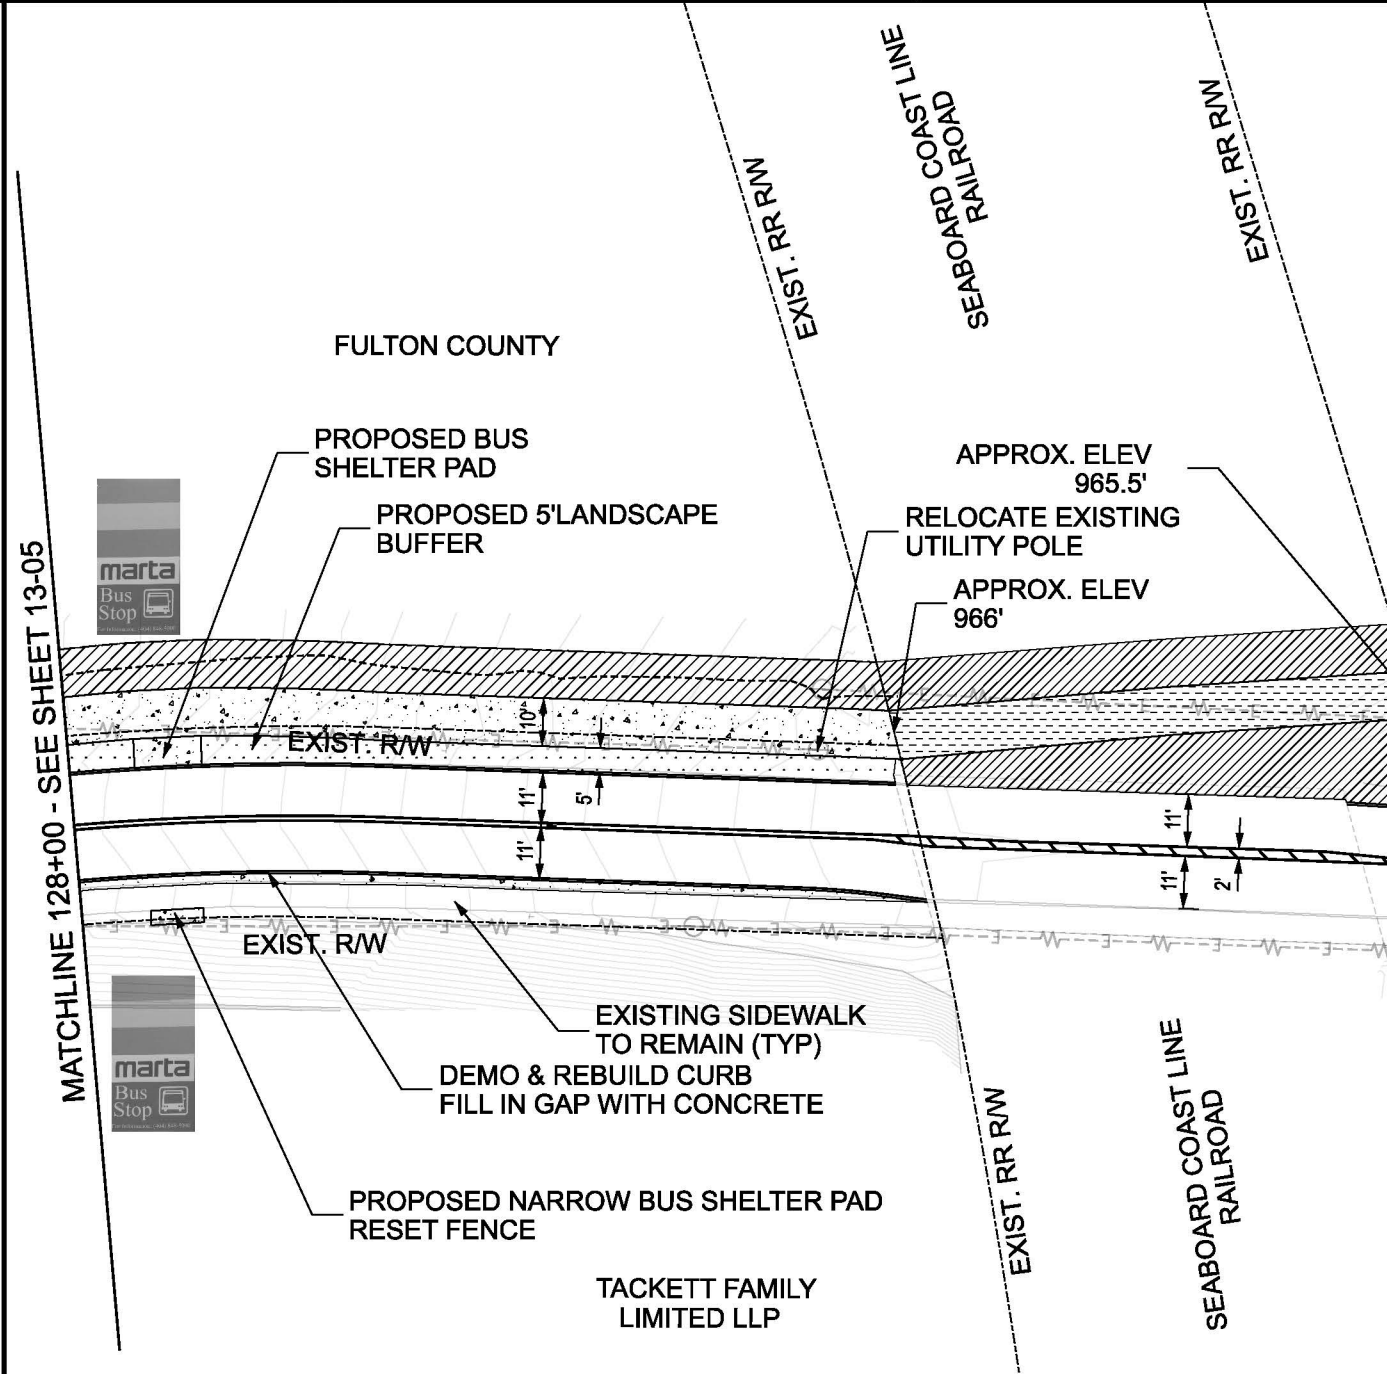 SEABOARD COAST LINE
RAILROAD
EXIST. RR R/W
EXIST. RR R/W
FULTON COUNTY
PROPOSED BUS
SHELTER PAD
PROPOSED 5'LANDSCAPE
BUFFER
APPROX. ELEV
965.5'
RELOCATE EXISTING
UTILITY POLE
APPROX. ELEV
966'
marta
Bus
Stop
MATCHLINE 128+00 - SEE SHEET 13-05
10'
EXIST. R/W
11'
5'
11'
11'
11'
2'
EXIST. R/W
marta
Bus
Stop
EXISTING SIDEWALK
TO REMAIN (TYP)
DEMO & REBUILD CURB
FILL IN GAP WITH CONCRETE
PROPOSED NARROW BUS SHELTER PAD
RESET FENCE
EXIST. RR R/W
SEABOARD COAST LINE
RAILROAD
TACKETT FAMILY
LIMITED LLP